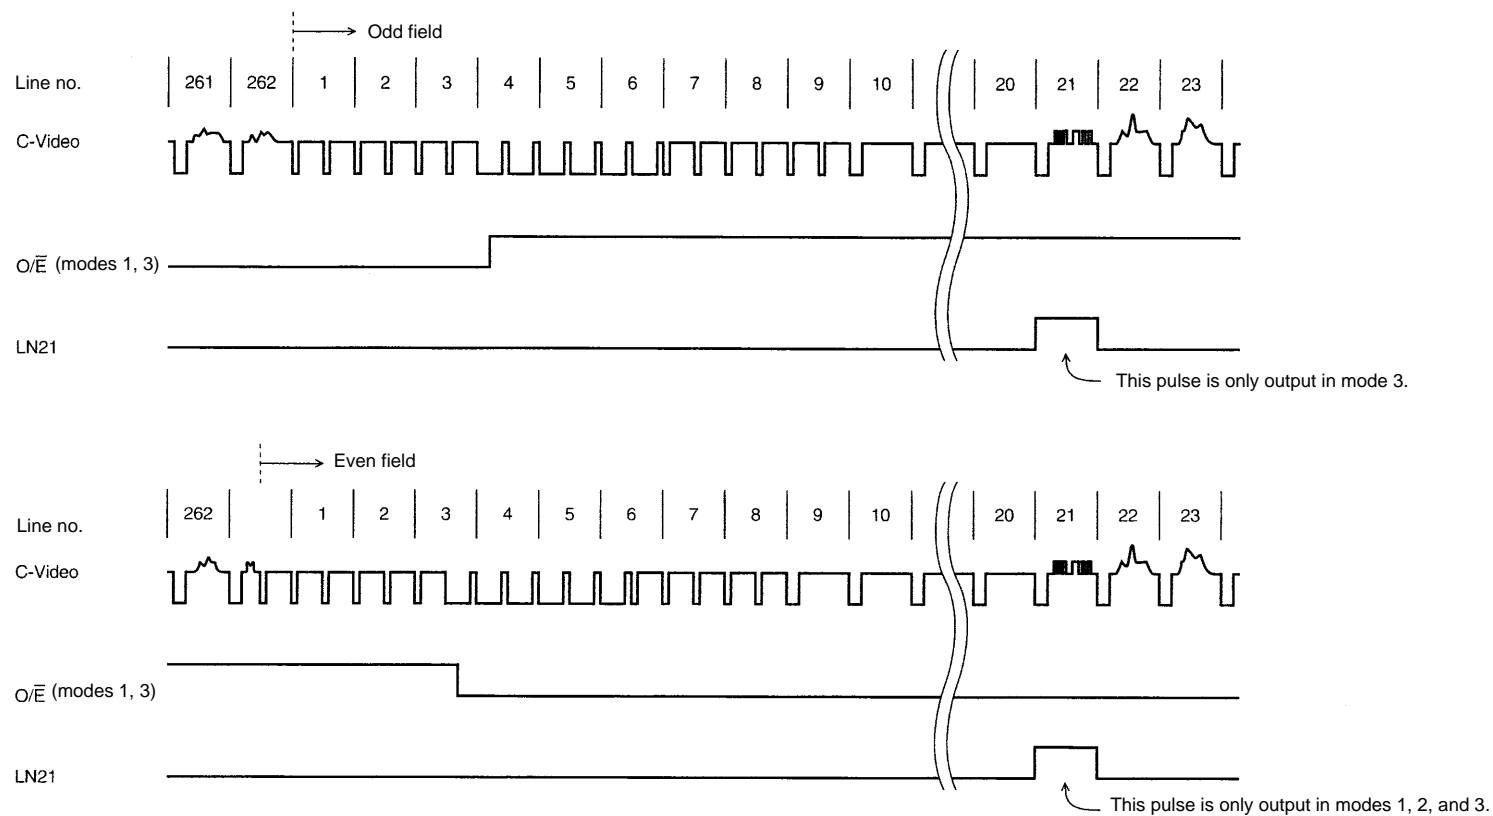 Odd field
Line no. 261 262 1 2 3 4 5 6 7 8 9 10 20 21 22 23
C-Video
O/E̅ (modes 1, 3)
LN21
This pulse is only output in mode 3.
Even field
Line no. 262 1 2 3 4 5 6 7 8 9 10 20 21 22 23
C-Video
O/E̅ (modes 1, 3)
LN21
This pulse is only output in modes 1, 2, and 3.